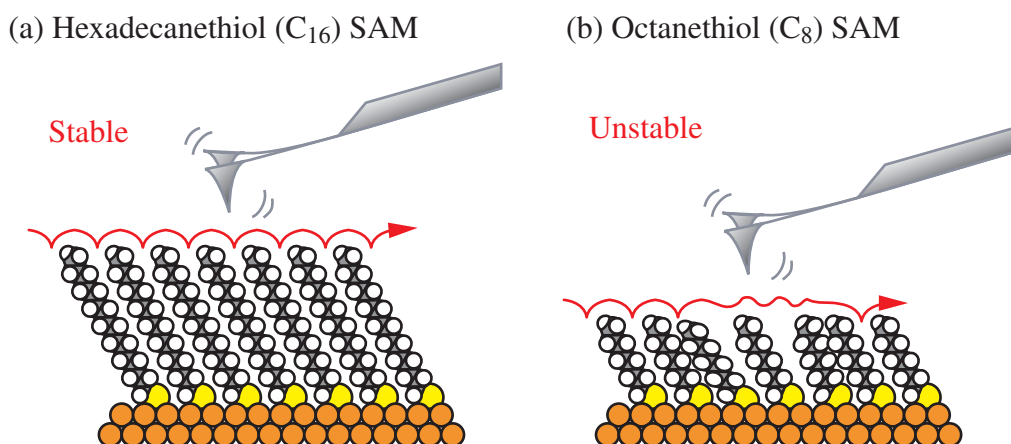 (a) Hexadecanethiol (C₁₆) SAM
(b) Octanethiol (C₈) SAM
Stable
Unstable